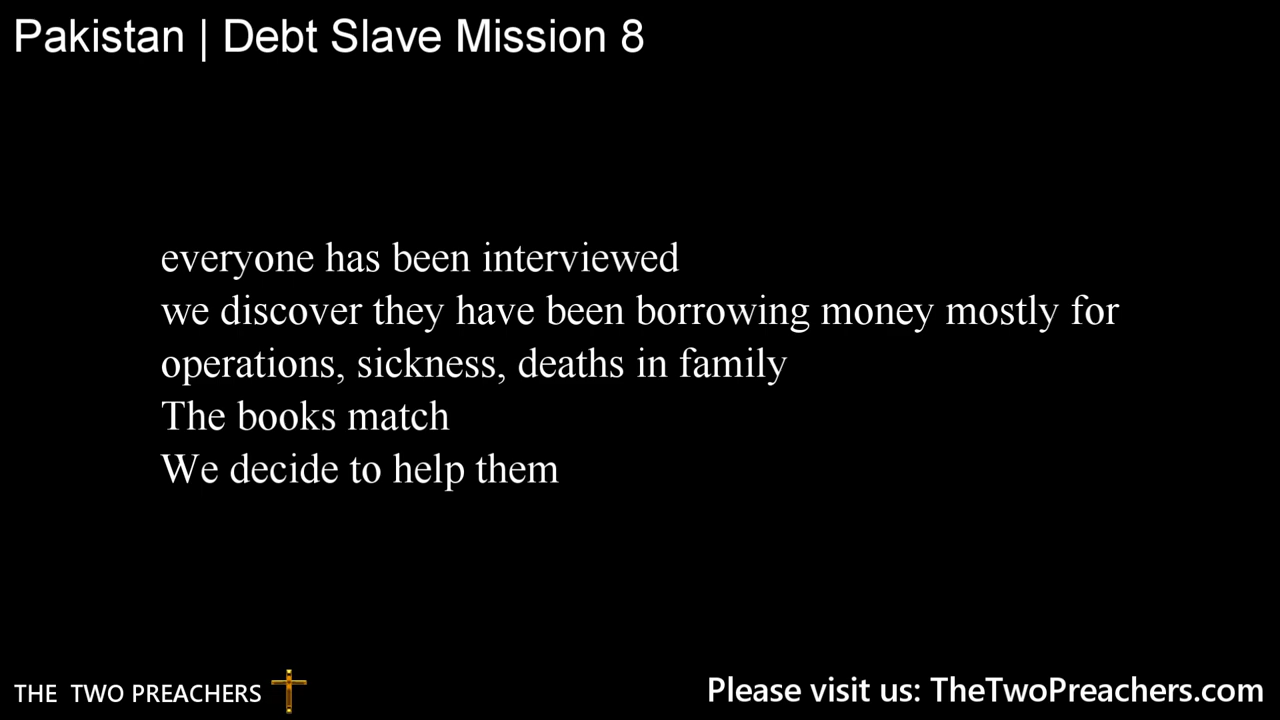 Pakistan | Debt Slave Mission 8
everyone has been interviewed
we discover they have been borrowing money mostly for
operations, sickness, deaths in family
The books match
We decide to help them
THE TWO PREACHERS
Please visit us: TheTwoPreachers.com